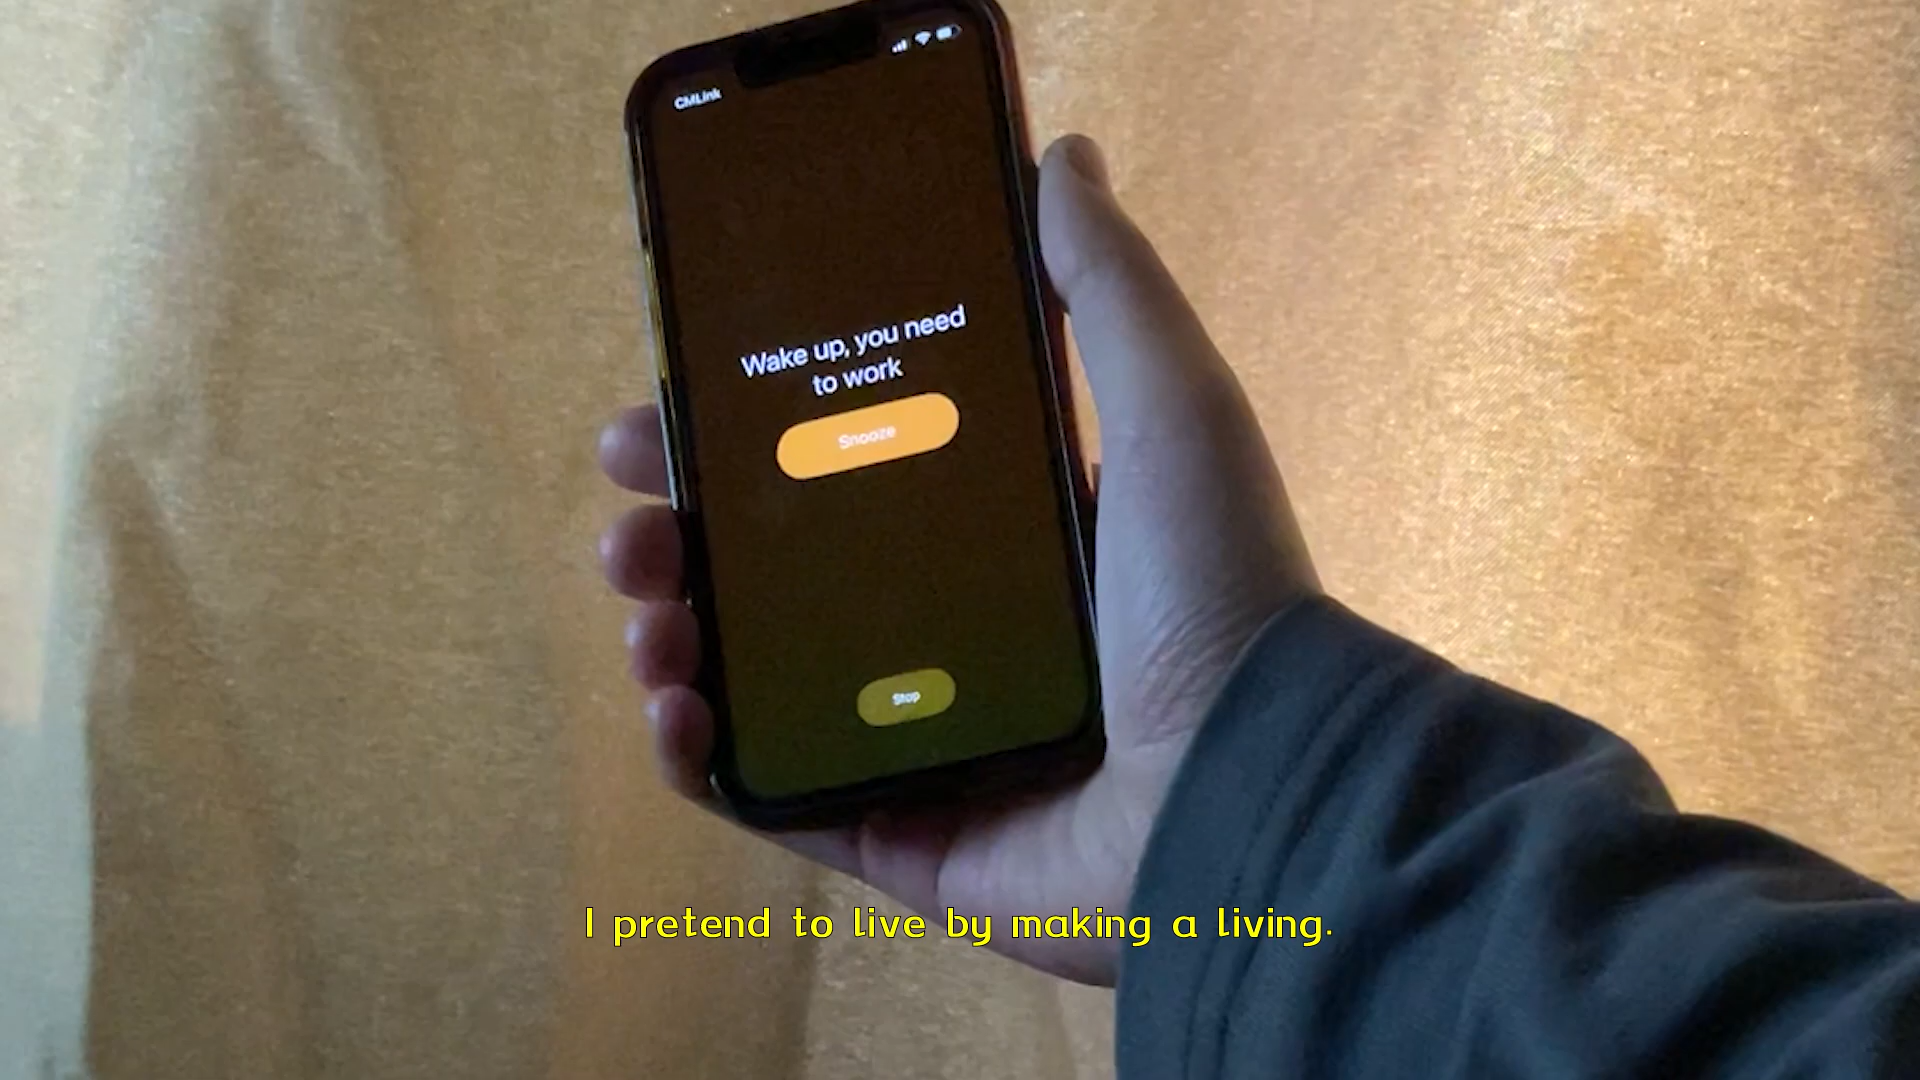 CMLink
Wake up, you need
to work
Snooze
Stop
I pretend to live by making a living.